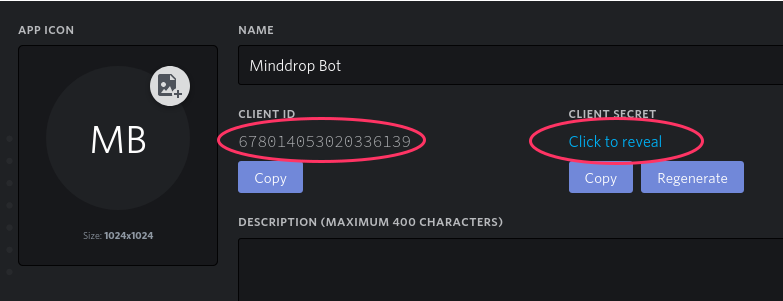 APP ICON
MB
Size: 1024x1024
NAME
Minddrop Bot
CLIENT ID
678014053020336139
Copy
CLIENT SECRET
Click to reveal
Copy Regenerate
DESCRIPTION (MAXIMUM 400 CHARACTERS)